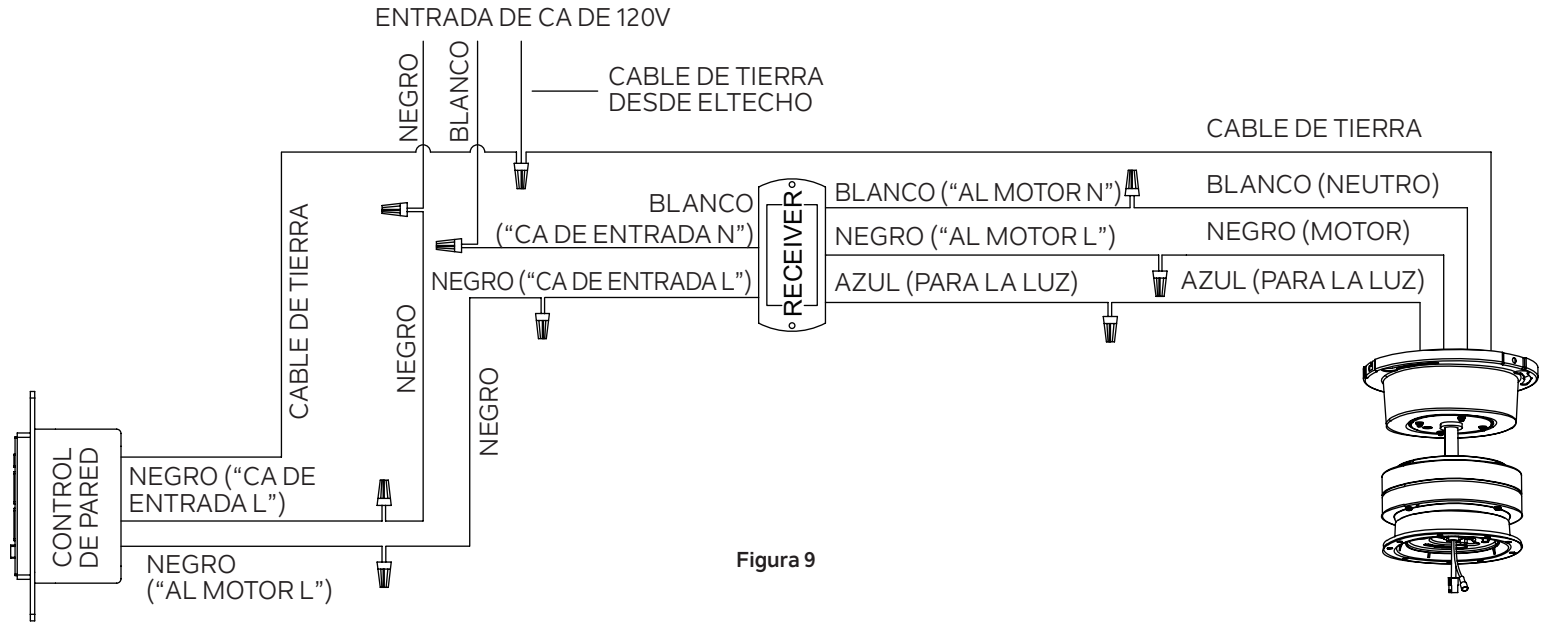 ENTRADA DE CA DE 120V
NEGRO
BLANCO
CABLE DE TIERRA
DESDE ELTECHO
CABLE DE TIERRA
BLANCO
("CA DE ENTRADA N")
NEGRO ("CA DE ENTRADA L")
RECEIVER
BLANCO ("AL MOTOR N")
BLANCO (NEUTRO)
NEGRO ("AL MOTOR L")
NEGRO (MOTOR)
AZUL (PARA LA LUZ)
AZUL (PARA LA LUZ)
CABLE DE TIERRA
NEGRO
NEGRO
CONTROL
DE PARED
NEGRO ("CA DE
ENTRADA L")
NEGRO
("AL MOTOR L")
Figura 9